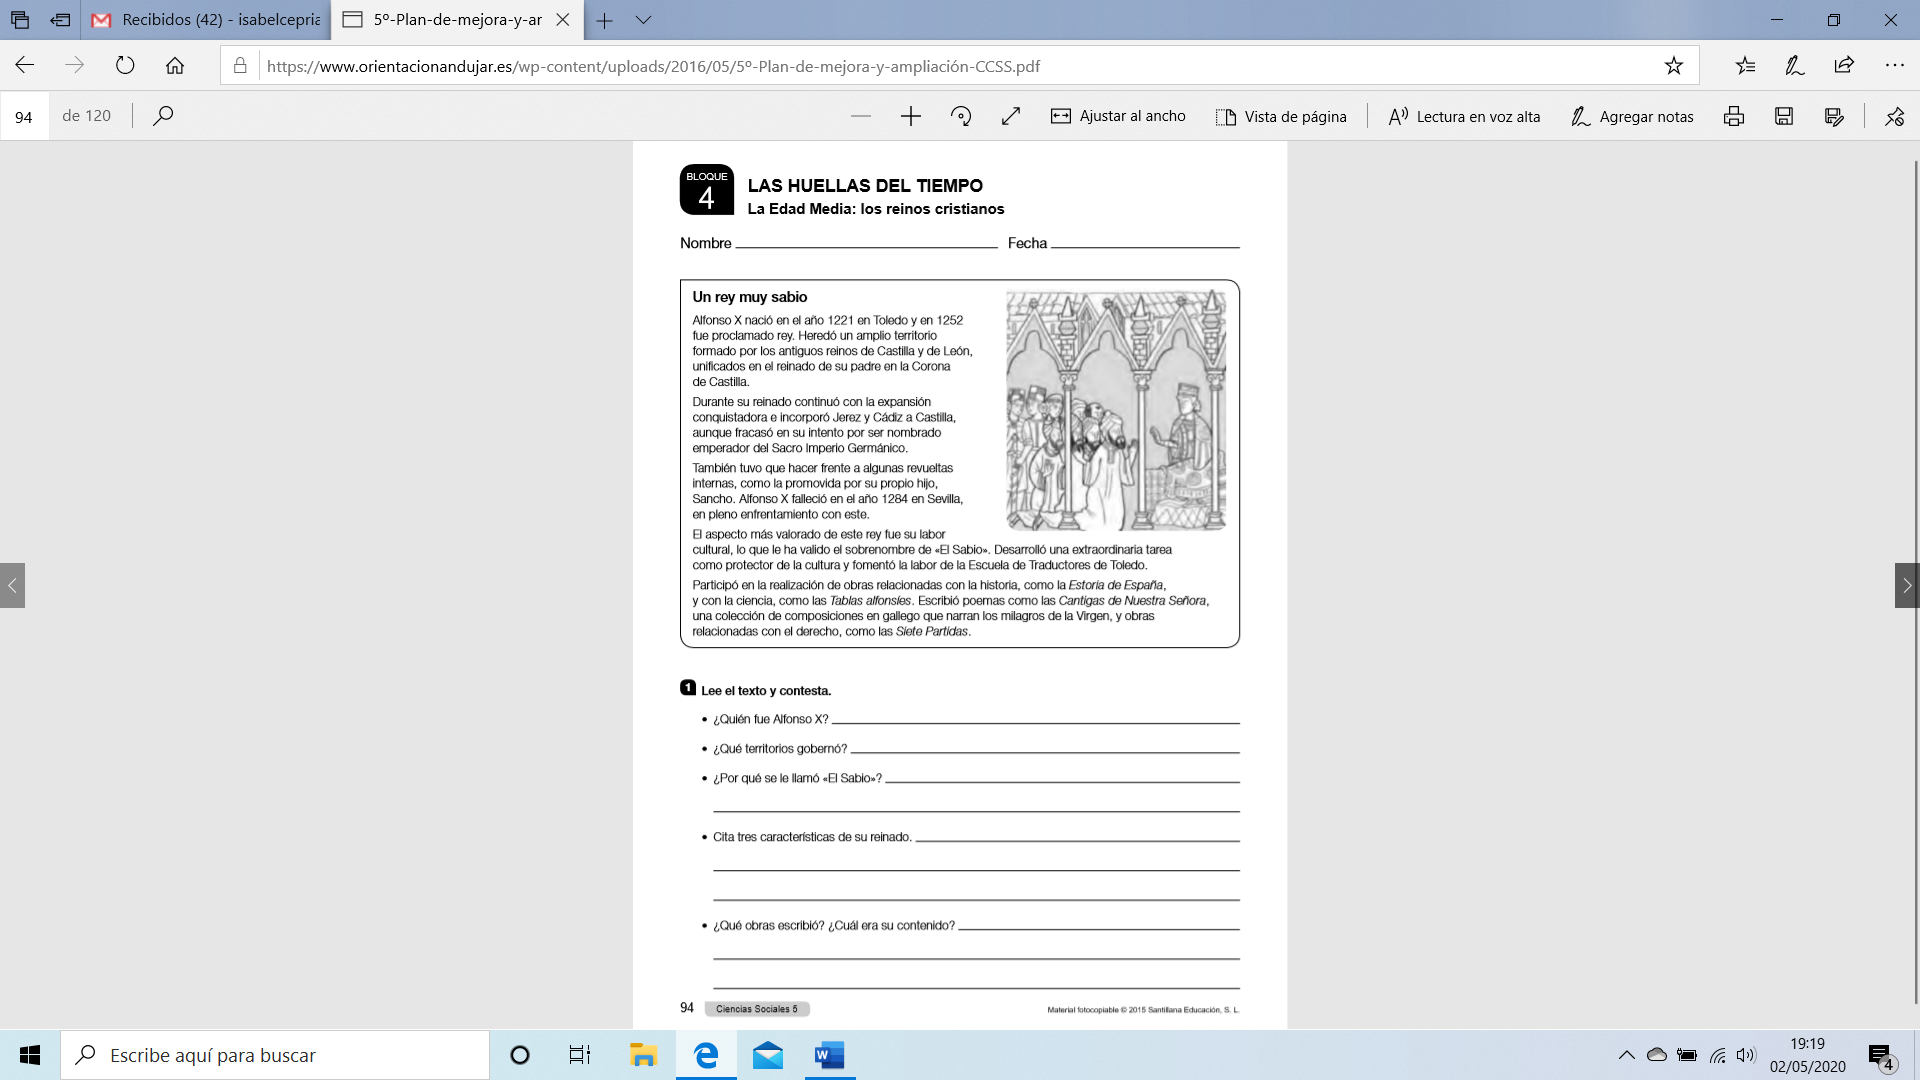 Recibidos (42) - isabelcepria
5º-Plan-de-mejora-y-ar
https://www.orientacionandujar.es/wp-content/uploads/2016/05/5º-Plan-de-mejora-y-ampliación-CCSS.pdf
94 de 120
Ajustar al ancho
Vista de página
Lectura en voz alta
Agregar notas
BLOQUE
4
LAS HUELLAS DEL TIEMPO
La Edad Media: los reinos cristianos
Nombre Fecha
Un rey muy sabio
Alfonso X nació en el año 1221 en Toledo y en 1252
fue proclamado rey. Heredó un amplio territorio
formado por los antiguos reinos de Castilla y de León,
unificados en el reinado de su padre en la Corona
de Castilla.
Durante su reinado continuó con la expansión
conquistadora e incorporó Jerez y Cádiz a Castilla,
aunque fracasó en su intento por ser nombrado
emperador del Sacro Imperio Germánico.
También tuvo que hacer frente a algunas revueltas
internas, como la promovida por su propio hijo,
Sancho. Alfonso X falleció en el año 1284 en Sevilla,
en pleno enfrentamiento con este.
El aspecto más valorado de este rey fue su labor
cultural, lo que le ha valido el sobrenombre de «El Sabio». Desarrolló una extraordinaria tarea
como protector de la cultura y fomentó la labor de la Escuela de Traductores de Toledo.
Participó en la realización de obras relacionadas con la historia, como la Estoria de España,
y con la ciencia, como las Tablas alfonsíes. Escribió poemas como las Cantigas de Nuestra Señora,
una colección de composiciones en gallego que narran los milagros de la Virgen, y obras
relacionadas con el derecho, como las Siete Partidas.
1 Lee el texto y contesta.
• ¿Quién fue Alfonso X?
• ¿Qué territorios gobernó?
• ¿Por qué se le llamó «El Sabio»?
• Cita tres características de su reinado.
• ¿Qué obras escribió? ¿Cuál era su contenido?
94 Ciencias Sociales 5
Material fotocopiable © 2015 Santillana Educación, S. L.
Escribe aquí para buscar
19:19
02/05/2020
4